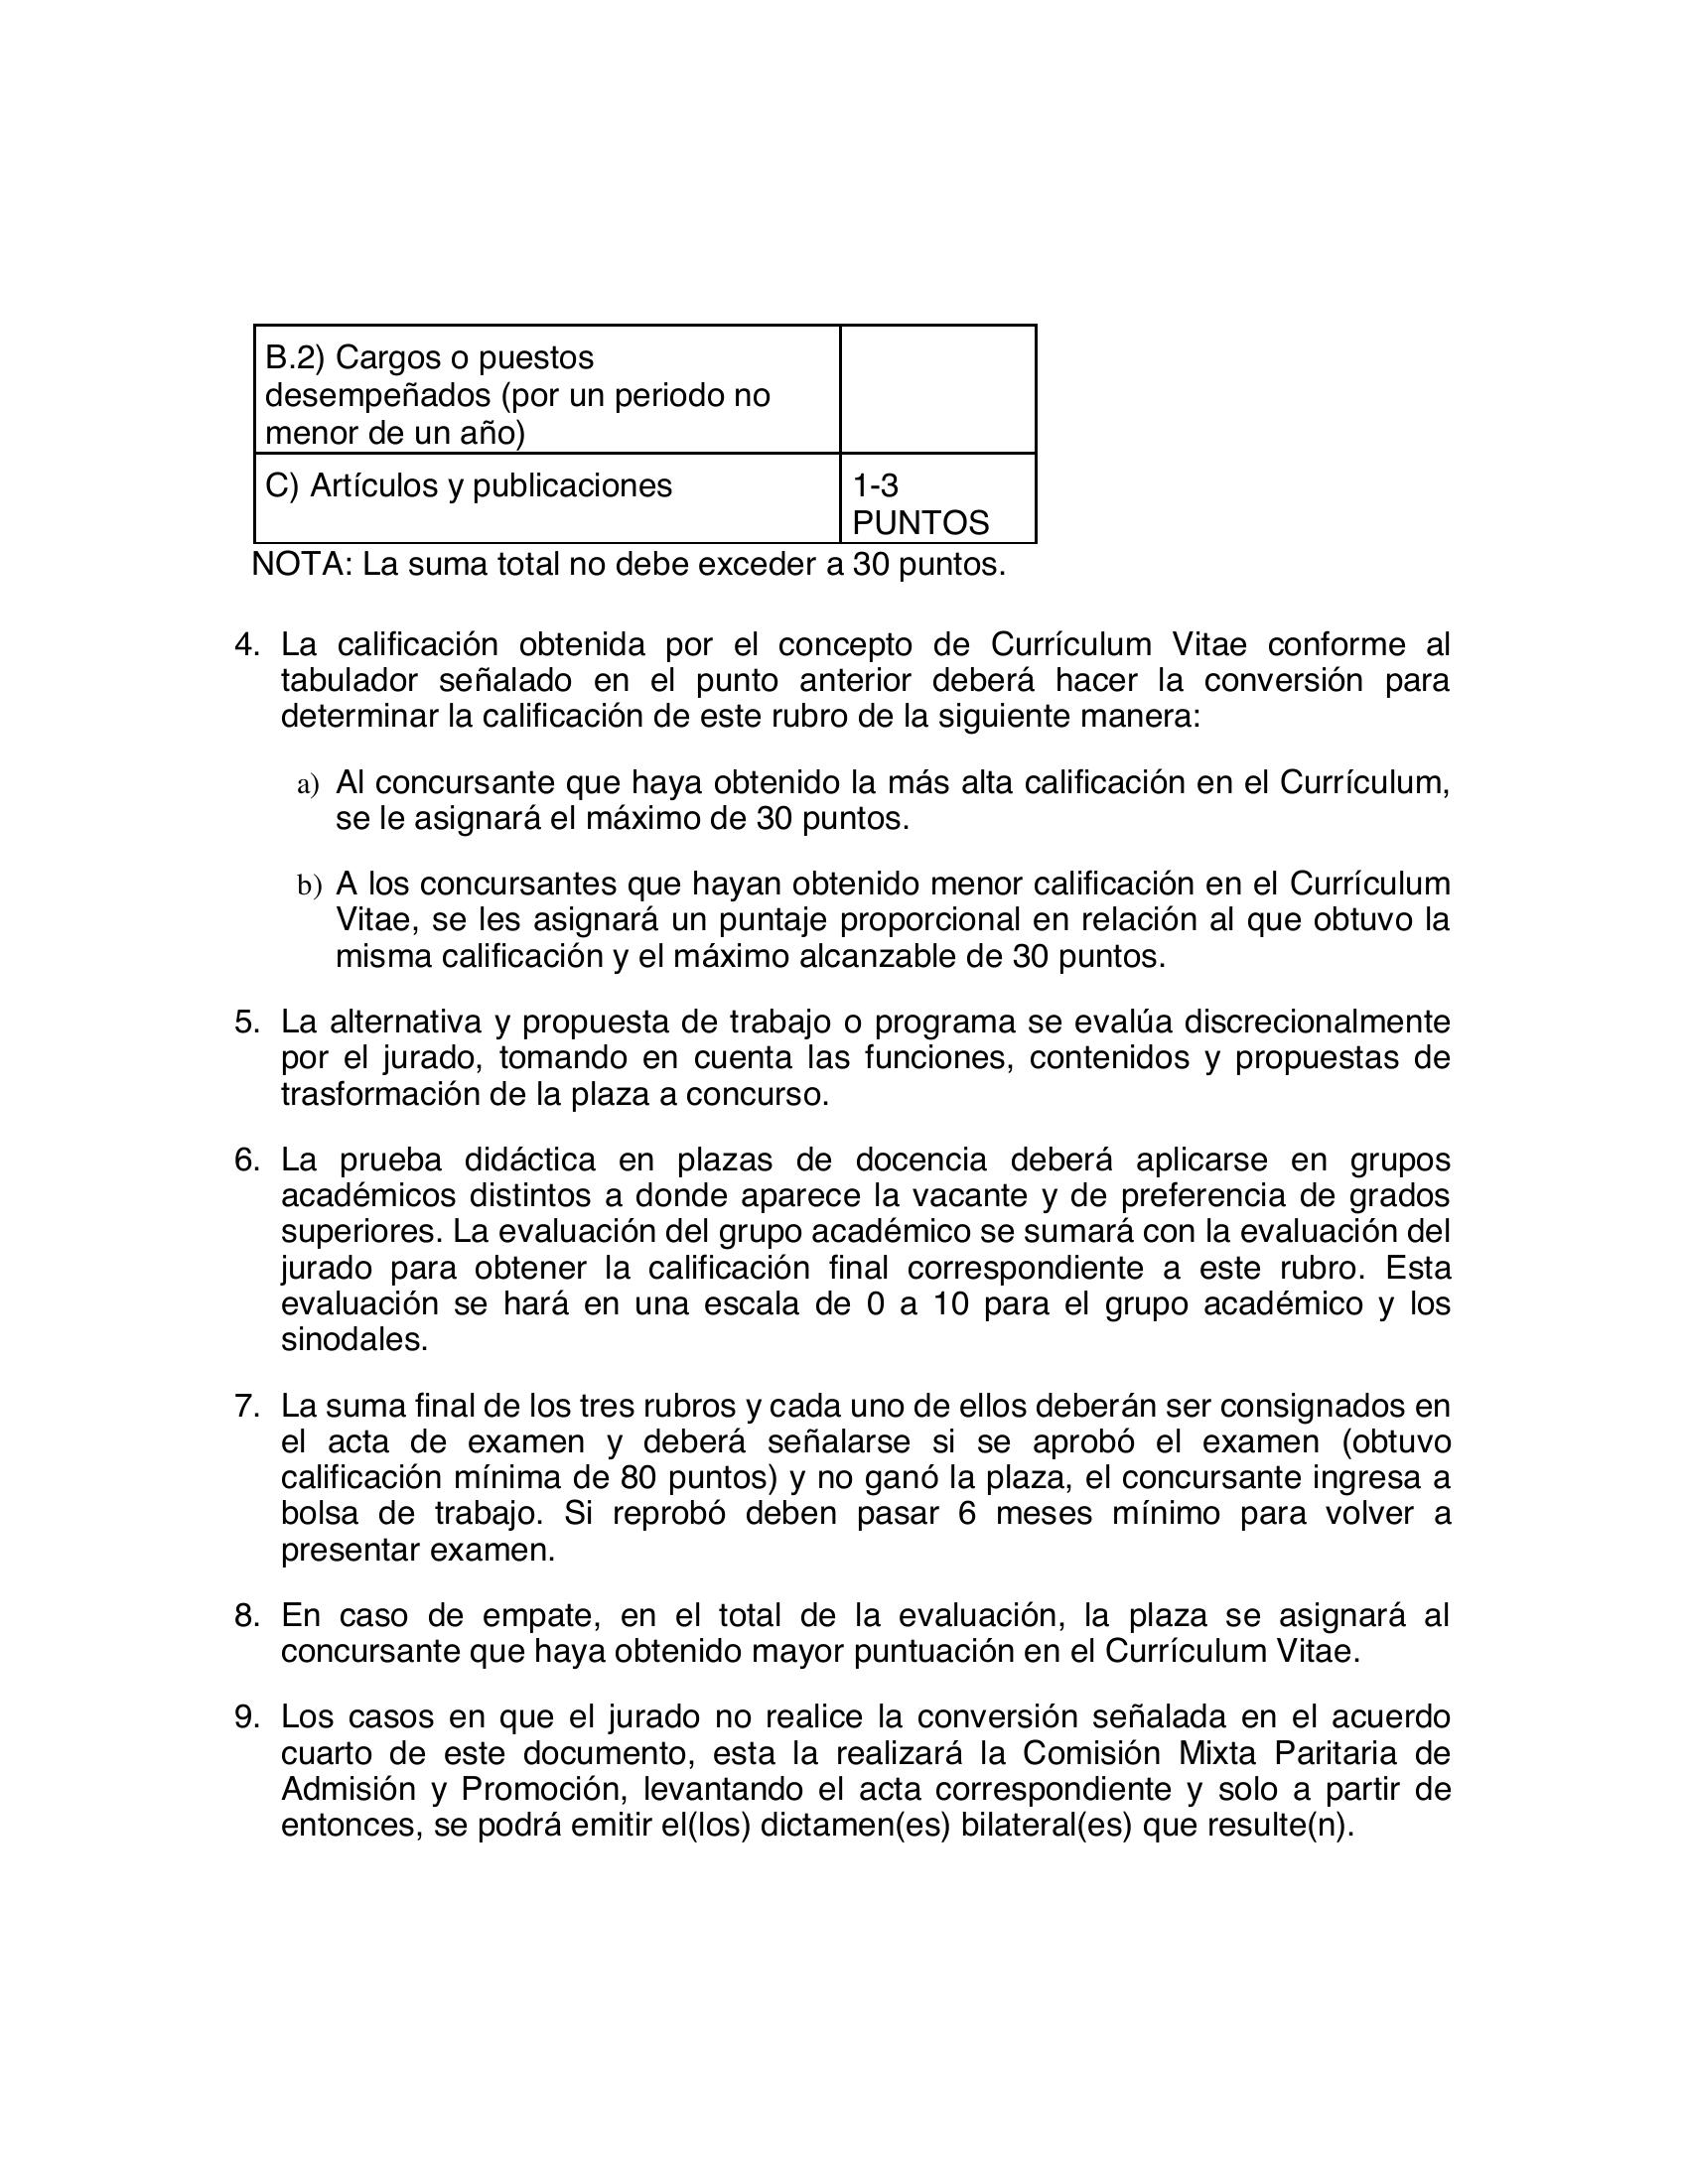 B.2) Cargos o puestos
desempeñados (por un periodo no
menor de un año)
C) Artículos y publicaciones
1-3
PUNTOS
NOTA: La suma total no debe exceder a 30 puntos.
4. La calificación obtenida por el concepto de Currículum Vitae conforme al
tabulador señalado en el punto anterior deberá hacer la conversión para
determinar la calificación de este rubro de la siguiente manera:
a) Al concursante que haya obtenido la más alta calificación en el Currículum,
se le asignará el máximo de 30 puntos.
b) A los concursantes que hayan obtenido menor calificación en el Currículum
Vitae, se les asignará un puntaje proporcional en relación al que obtuvo la
misma calificación y el máximo alcanzable de 30 puntos.
5. La alternativa y propuesta de trabajo o programa se evalúa discrecionalmente
por el jurado, tomando en cuenta las funciones, contenidos y propuestas de
trasformación de la plaza a concurso.
6. La prueba didáctica en plazas de docencia deberá aplicarse en grupos
académicos distintos a donde aparece la vacante y de preferencia de grados
superiores. La evaluación del grupo académico se sumará con la evaluación del
jurado para obtener la calificación final correspondiente a este rubro. Esta
evaluación se hará en una escala de 0 a 10 para el grupo académico y los
sinodales.
7. La suma final de los tres rubros y cada uno de ellos deberán ser consignados en
el acta de examen y deberá señalarse si se aprobó el examen (obtuvo
calificación mínima de 80 puntos) y no ganó la plaza, el concursante ingresa a
bolsa de trabajo. Si reprobó deben pasar 6 meses mínimo para volver a
presentar examen.
8. En caso de empate, en el total de la evaluación, la plaza se asignará al
concursante que haya obtenido mayor puntuación en el Currículum Vitae.
9. Los casos en que el jurado no realice la conversión señalada en el acuerdo
cuarto de este documento, esta la realizará la Comisión Mixta Paritaria de
Admisión y Promoción, levantando el acta correspondiente y solo a partir de
entonces, se podrá emitir el(los) dictamen(es) bilateral(es) que resulte(n).